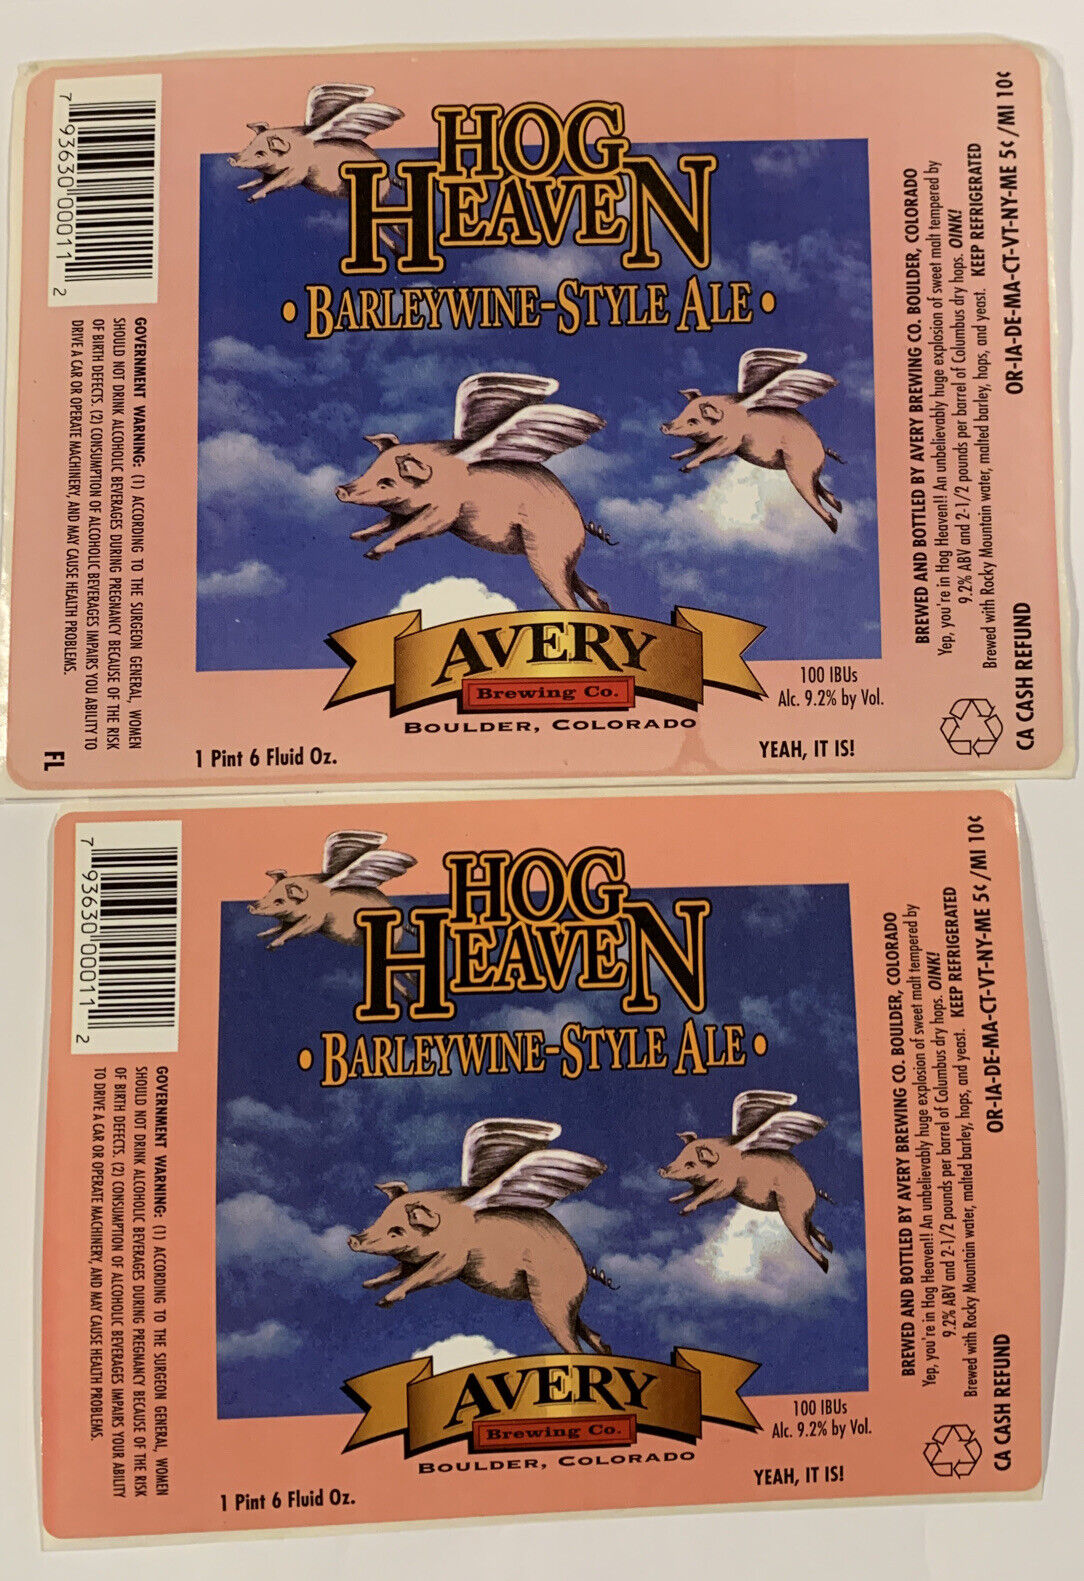 7 93630 00011 2
GOVERNMENT WARNING: (1) ACCORDING TO THE SURGEON GENERAL, WOMEN
SHOULD NOT DRINK ALCOHOLIC BEVERAGES DURING PREGNANCY BECAUSE OF THE RISK
OF BIRTH DEFECTS. (2) CONSUMPTION OF ALCOHOLIC BEVERAGES IMPAIRS YOU ABILITY TO
DRIVE A CAR OR OPERATE MACHINERY, AND MAY CAUSE HEALTH PROBLEMS.
FL
HOG
HEAVEN
• BARLEYWINE-STYLE ALE •
AVERY
Brewing Co.
BOULDER, COLORADO
1 Pint 6 Fluid Oz.
100 IBUs
Alc. 9.2% by Vol.
YEAH, IT IS!
BREWED AND BOTTLED BY AVERY BREWING CO. BOULDER, COLORADO
Yep, you're in Hog Heaven!! An unbelievably huge explosion of sweet malt tempered by
9.2% ABV and 2-1/2 pounds per barrel of Columbus dry hops. OINK!
Brewed with Rocky Mountain water, malted barley, hops, and yeast. KEEP REFRIGERATED
OR-IA-DE-MA-CT-VT-NY-ME 5¢/MI 10¢
CA CASH REFUND
7 93630 00011 2
GOVERNMENT WARNING: (1) ACCORDING TO THE SURGEON GENERAL, WOMEN
SHOULD NOT DRINK ALCOHOLIC BEVERAGES DURING PREGNANCY BECAUSE OF THE RISK
OF BIRTH DEFECTS. (2) CONSUMPTION OF ALCOHOLIC BEVERAGES IMPAIRS YOUR ABILITY
TO DRIVE A CAR OR OPERATE MACHINERY, AND MAY CAUSE HEALTH PROBLEMS.
HOG
HEAVEN
• BARLEYWINE-STYLE ALE •
AVERY
Brewing Co.
BOULDER, COLORADO
1 Pint 6 Fluid Oz.
100 IBUs
Alc. 9.2% by Vol.
YEAH, IT IS!
BREWED AND BOTTLED BY AVERY BREWING CO. BOULDER, COLORADO
Yep, you're in Hog Heaven!! An unbelievably huge explosion of sweet malt tempered by
9.2% ABV and 2-1/2 pounds per barrel of Columbus dry hops. OINK!
Brewed with Rocky Mountain water, malted barley, hops, and yeast. KEEP REFRIGERATED
OR-IA-DE-MA-CT-VT-NY-ME 5¢/MI 10¢
CA CASH REFUND